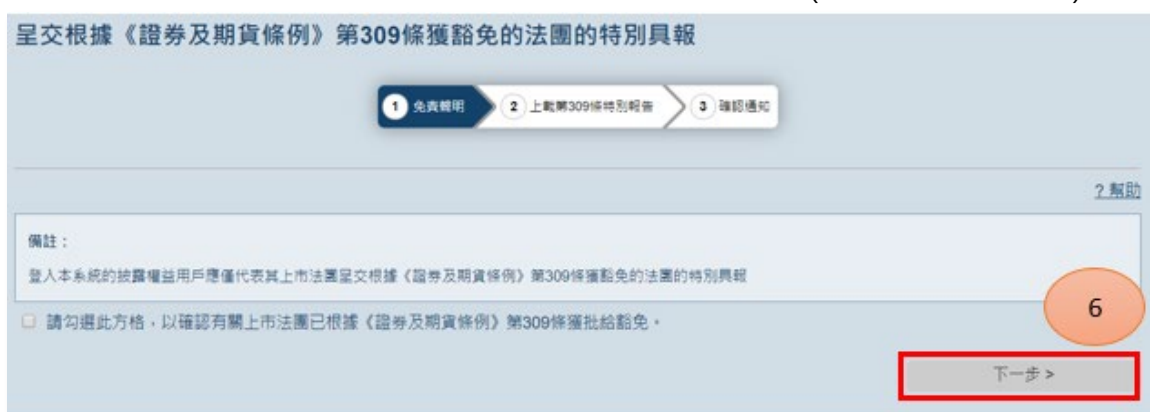 呈交根據《證券及期貨條例》第309條獲豁免的法團的特別具報
1 免責聲明 2 上載第309條特別報告 3 確認通知
? 幫助
備註：
登入本系統的披露權益用戶應僅代表其上市法團呈交根據《證券及期貨條例》第309條獲豁免的法團的特別具報
請勾選此方格，以確認有關上市法團已根據《證券及期貨條例》第309條獲批給豁免。
6
下一步 >